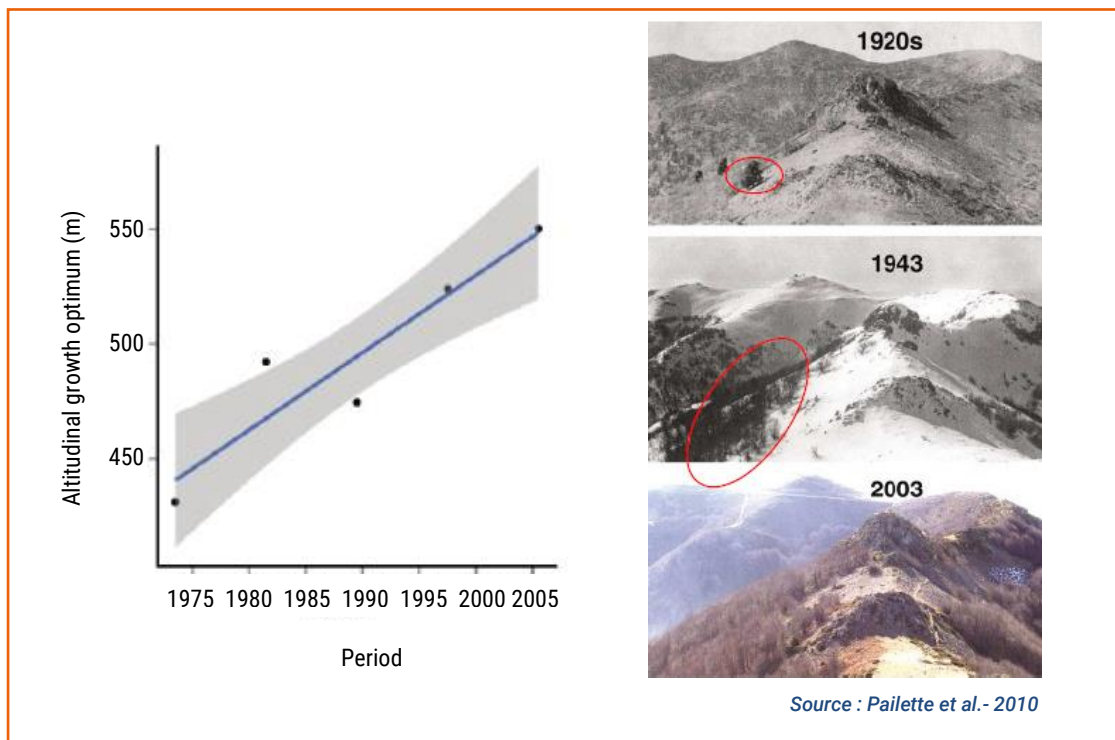 Altitudinal growth optimum (m)
550
500
450
1975 1980 1985 1990 1995 2000 2005
Period
1920s
1943
2003
Source : Pailette et al.- 2010